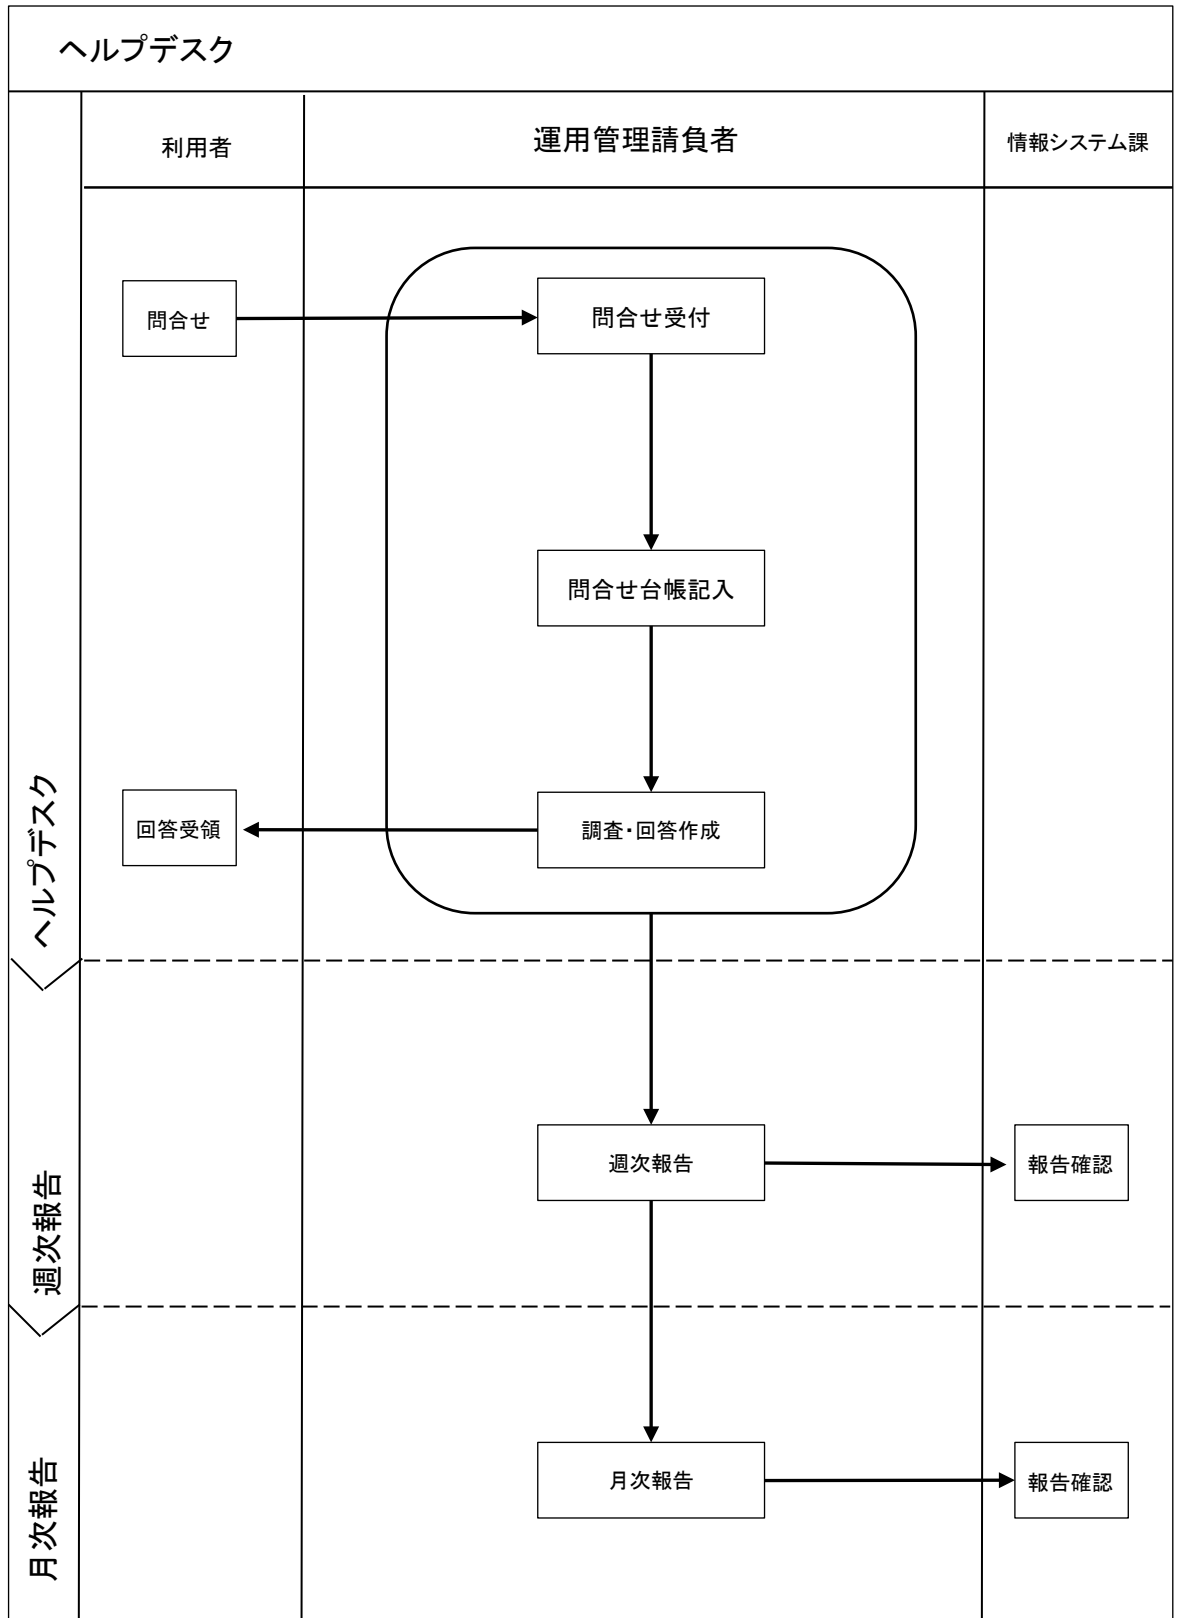 ヘルプデスク
利用者
運用管理請負者
情報システム課
問合せ
問合せ受付
問合せ台帳記入
ヘルプデスク
回答受領
調査・回答作成
週次報告
週次報告
報告確認
月次報告
月次報告
報告確認